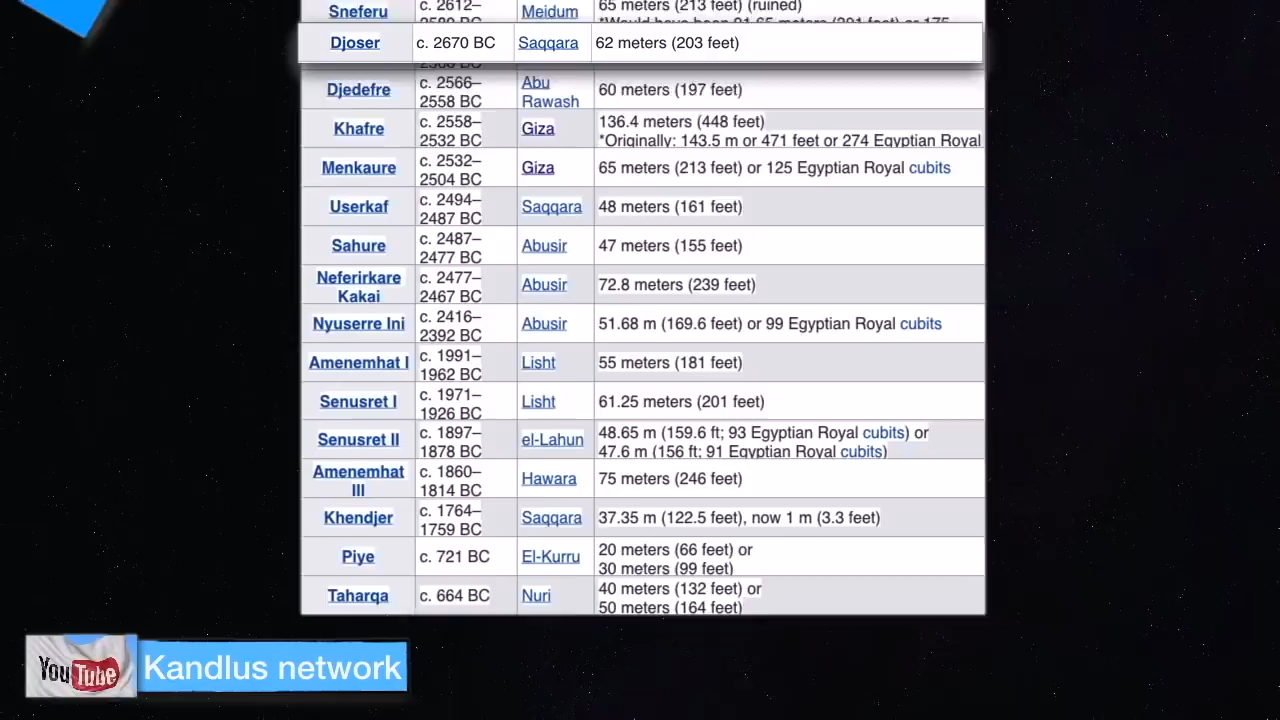 Sneferu c. 2612– Meidum 65 meters (213 feet) (ruined)
Djoser c. 2670 BC Saqqara 62 meters (203 feet)
Djedefre c. 2566–
2558 BC Abu
Rawash 60 meters (197 feet)
Khafre c. 2558–
2532 BC Giza 136.4 meters (448 feet)
*Originally: 143.5 m or 471 feet or 274 Egyptian Royal
Menkaure c. 2532–
2504 BC Giza 65 meters (213 feet) or 125 Egyptian Royal cubits
Userkaf c. 2494–
2487 BC Saqqara 48 meters (161 feet)
Sahure c. 2487–
2477 BC Abusir 47 meters (155 feet)
Neferirkare
Kakai c. 2477–
2467 BC Abusir 72.8 meters (239 feet)
Nyuserre Ini c. 2416–
2392 BC Abusir 51.68 m (169.6 feet) or 99 Egyptian Royal cubits
Amenemhat I c. 1991–
1962 BC Lisht 55 meters (181 feet)
Senusret I c. 1971–
1926 BC Lisht 61.25 meters (201 feet)
Senusret II c. 1897–
1878 BC el-Lahun 48.65 m (159.6 ft; 93 Egyptian Royal cubits) or
47.6 m (156 ft; 91 Egyptian Royal cubits)
Amenemhat
III c. 1860–
1814 BC Hawara 75 meters (246 feet)
Khendjer c. 1764–
1759 BC Saqqara 37.35 m (122.5 feet), now 1 m (3.3 feet)
Piye c. 721 BC El-Kurru 20 meters (66 feet) or
30 meters (99 feet)
Taharqa c. 664 BC Nuri 40 meters (132 feet) or
50 meters (164 feet)
YouTube Kandlus network